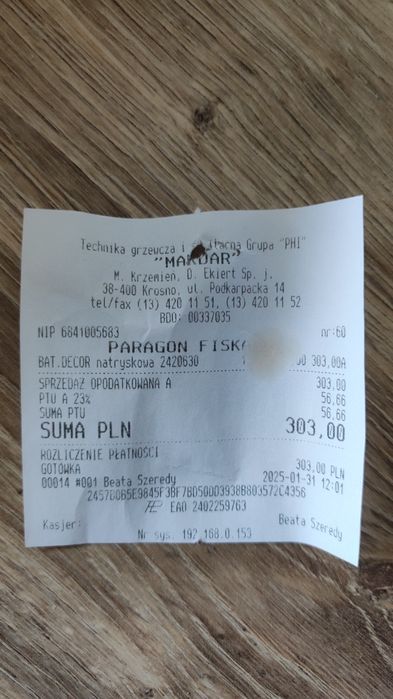 Technika grzewcza i Grupa "PHI"
"MAKDAR"
M. Krzemien, D. Ekiert Sp. j.
38-400 Krosno, ul. Podkarpacka 14
tel/fax (13) 420 11 51, (13) 420 11 52
BDO: 00337035
NIP 6841005683 nr:60
PARAGON
BAT.DECOR natryskowa 2420630 303,00A
SPRZEDAŻ OPODATKOWANA A 303,00
PTU A 23% 56,66
SUMA PTU 56,66
SUMA PLN 303,00
ROZLICZENIE PŁATNOŚCI
GOTÓWKA 303,00 PLN
00014 #001 Beata Szeredy 2025-01-31 12:01
EAO 2402259763
Kasjer: Beata Szeredy
Nr sys. 192.168.0.153